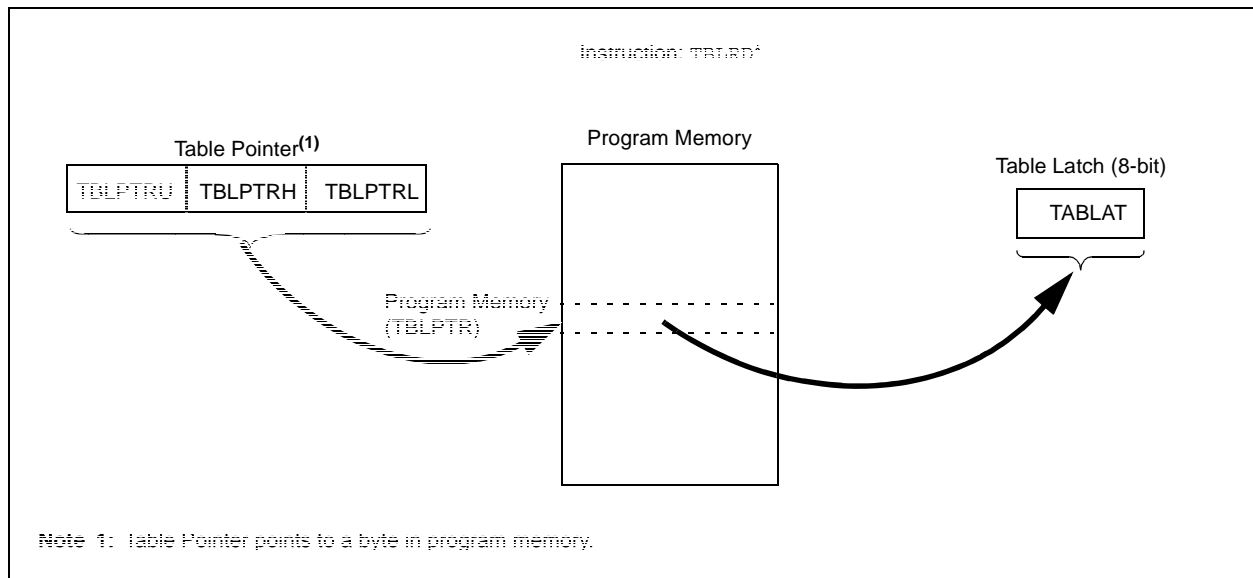 Instruction: TBLRD*
Table Pointer(1)
TBLPTRU TBLPTRH TBLPTRL
Program Memory
Table Latch (8-bit)
TABLAT
Program Memory
(TBLPTR)
Note 1: Table Pointer points to a byte in program memory.